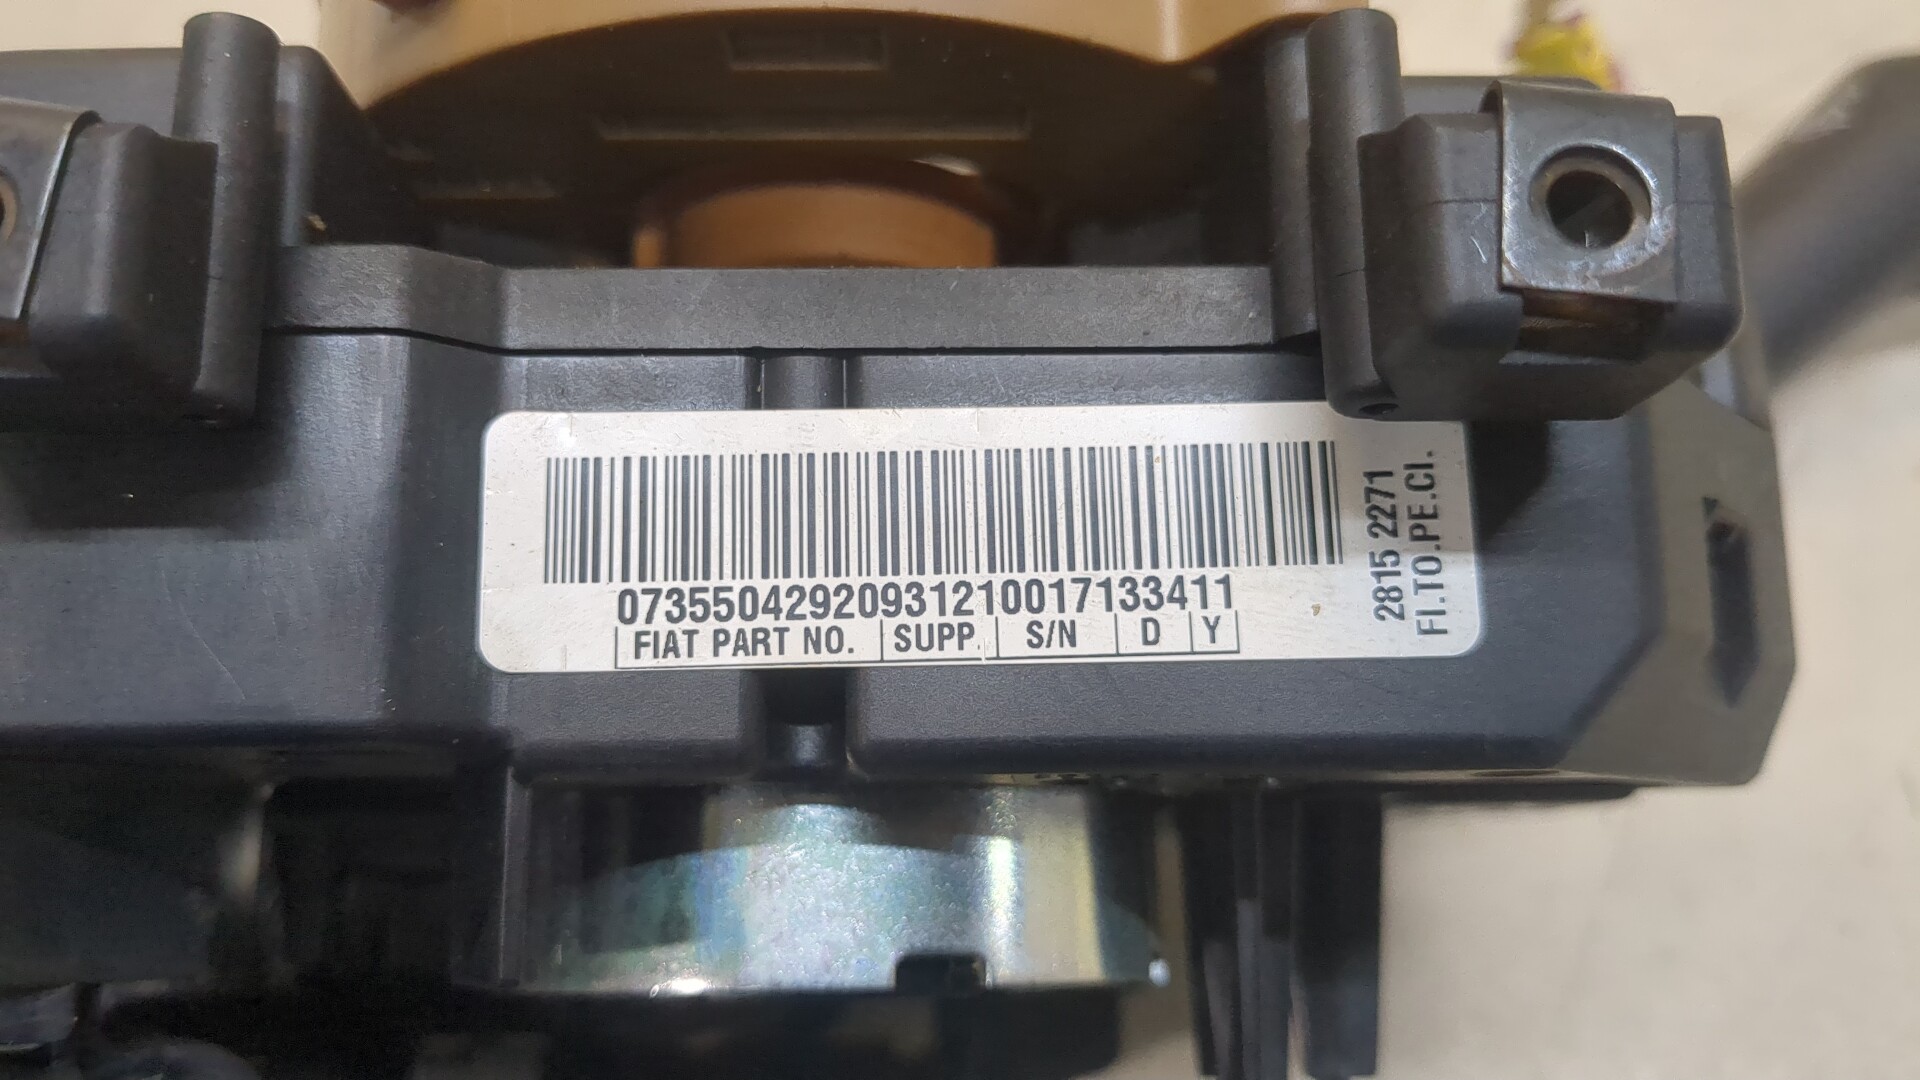 07355042920931210017133411
FIAT PART NO. SUPP. S/N D Y
2815 2271
FI.TO.PE.CI.